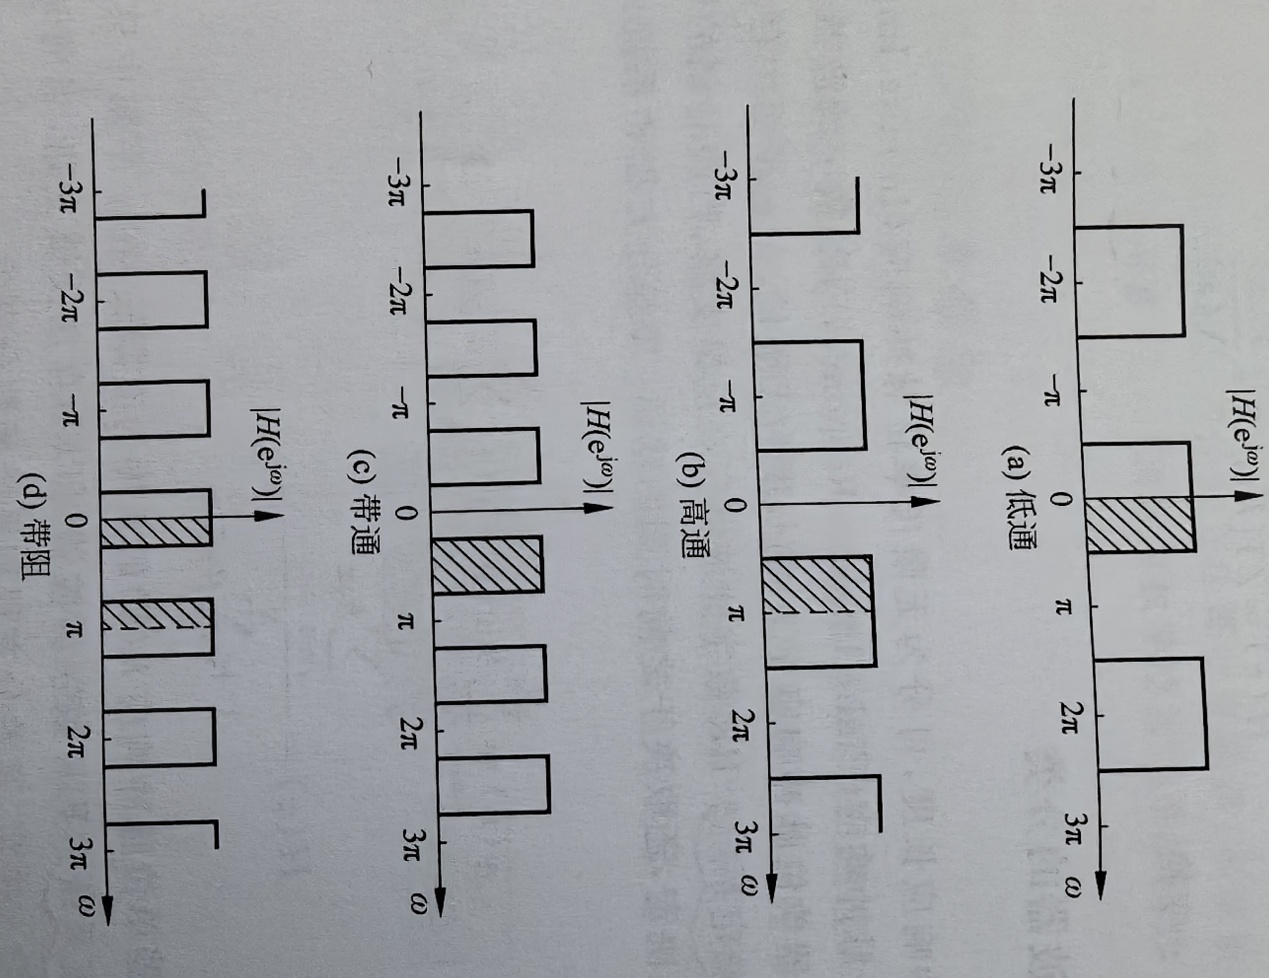 |H(e^{jω})|
−3π −2π −π 0 π 2π 3π ω
(a) 低通
|H(e^{jω})|
−3π −2π −π 0 π 2π 3π ω
(b) 高通
|H(e^{jω})|
−3π −2π −π 0 π 2π 3π ω
(c) 带通
|H(e^{jω})|
−3π −2π −π 0 π 2π 3π ω
(d) 带阻